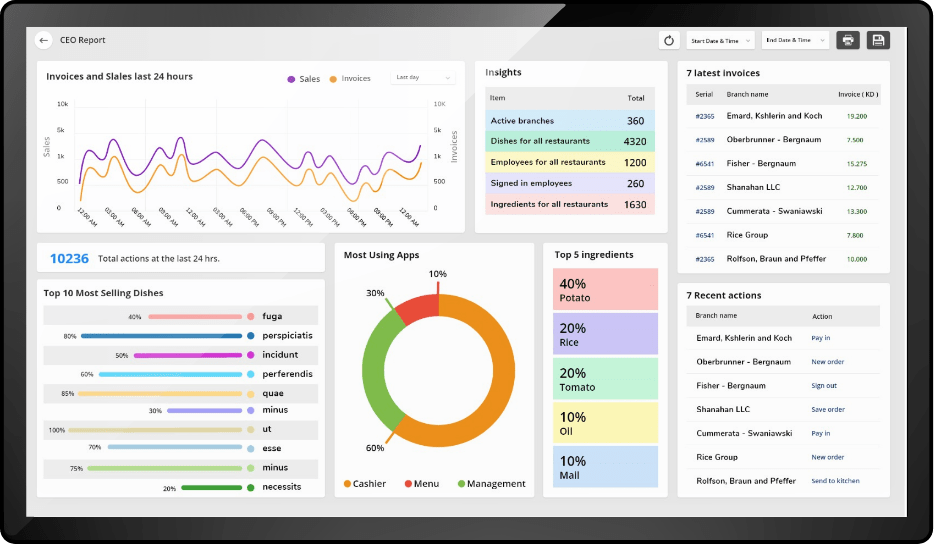 CEO Report
Start Date & Time
End Date & Time
Invoices and Slales last 24 hours
Sales
Invoices
Last day
10k
5k
1k
500
0
Sales
10K
5k
1k
500
0
Invoices
12:00 AM
03:00 AM
06:00 AM
09:00 AM
12:00 AM
03:00 PM
06:00 PM
09:00 PM
12:00 PM
03:00 PM
06:00 PM
09:00 PM
12:00 AM
Insights
Item Total
Active branches 360
Dishes for all restaurants 4320
Employees for all restaurants 1200
Signed in employees 260
Ingredients for all restaurants 1630
7 latest invoices
Serial Branch name Invoice ( KD )
#2365 Emard, Kshlerin and Koch 19.200
#2589 Oberbrunner - Bergnaum 7.500
#6541 Fisher - Bergnaum 15.275
#2589 Shanahan LLC 12.700
#2589 Cummerata - Swaniawski 13.300
#6541 Rice Group 7.800
#2365 Rolfson, Braun and Pfeffer 10.000
10236 Total actions at the last 24 hrs.
Top 10 Most Selling Dishes
40% fuga
80% perspiciatis
50% incidunt
60% perferendis
85% quae
30% minus
100% ut
70% esse
75% minus
20% necessits
Most Using Apps
10%
30%
60%
Cashier Menu Management
Top 5 ingredients
40%
Potato
20%
Rice
20%
Tomato
10%
Oil
10%
Mail
7 Recent actions
Branch name Action
Emard, Kshlerin and Koch Pay in
Oberbrunner - Bergnaum New order
Fisher - Bergnaum Sign out
Shanahan LLC Save order
Cummerata - Swaniawski Pay in
Rice Group New order
Rolfson, Braun and Pfeffer Send to kitchen